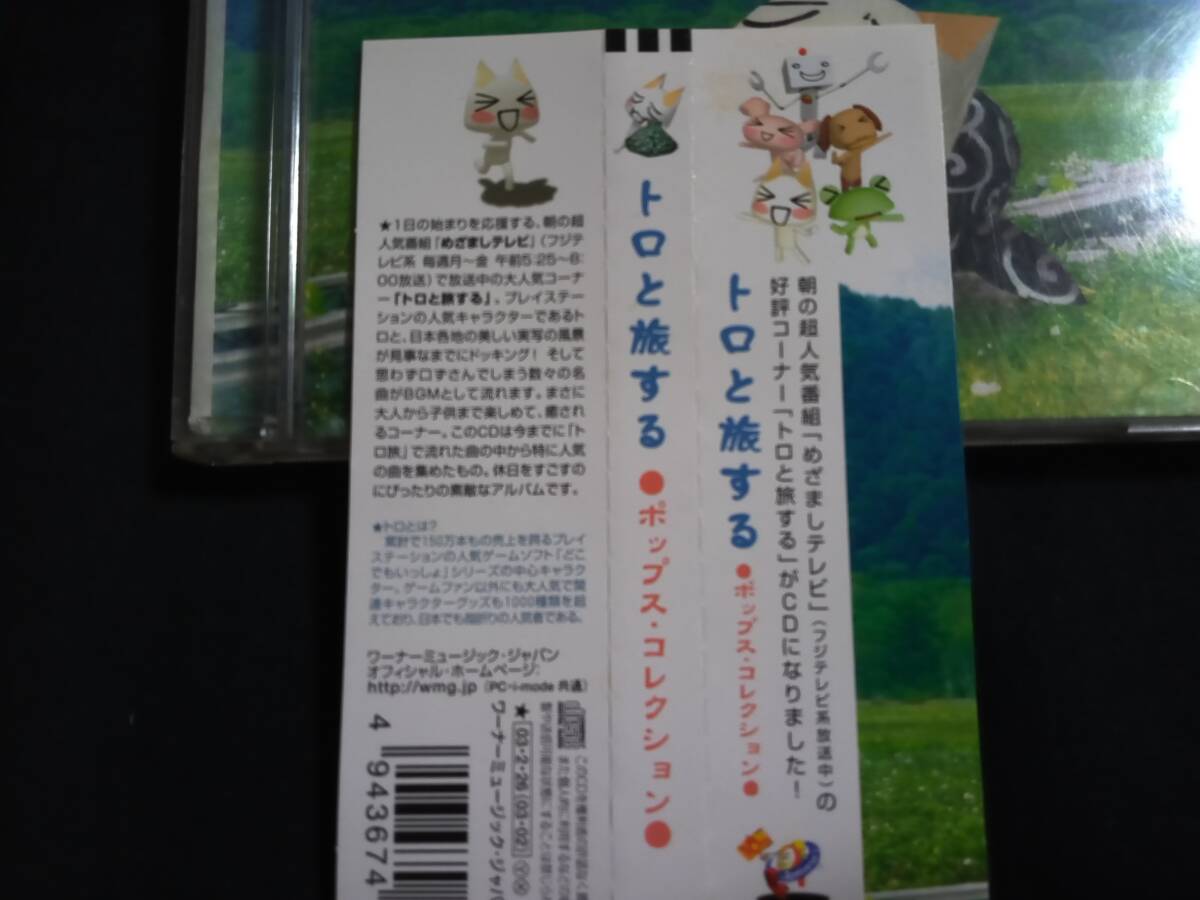 ★1日の始まりを応援する、朝の超
人気番組「めざましテレビ」(フジテ
レビ系 毎週月〜金 午前5:25〜8:
00放送)で放送中の大人気コーナ
ー「トロと旅する」。プレイステー
ションの人気キャラクターであるト
ロと、日本各地の美しい実写の風景
が見事なまでにドッキング! そして
思わず口ずさんでしまう数々の名
曲がBGMとして流れます。まさに
大人から子供まで楽しめて、癒され
るコーナー。このCDは今までに「ト
ロ旅」で流れた曲の中から特に人気
の曲を集めたもの。休日をすごすの
にぴったりの素敵なアルバムです。
★トロとは?
累計で150万本もの売上を誇るプレイ
ステーションの人気ゲームソフト「どこ
でもいっしょ」シリーズの中心キャラク
ター。ゲームファン以外にも大人気で関
連キャラクターグッズも1000種類を超
えており、日本でも指折りの人気者である。
ワーナーミュージック・ジャパン
オフィシャル・ホームページ:
http://wmg.jp (PC・i-mode 共通)
4 943674
★03・2・26(03・02)
ワーナーミュージック・ジャパ
トロと旅する
●ポップス・コレクション●
トロと旅する
●ポップス・コレクション●
朝の超人気番組「めざましテレビ」(フジテレビ系放送中)の
好評コーナー「トロと旅する」がCDになりました!